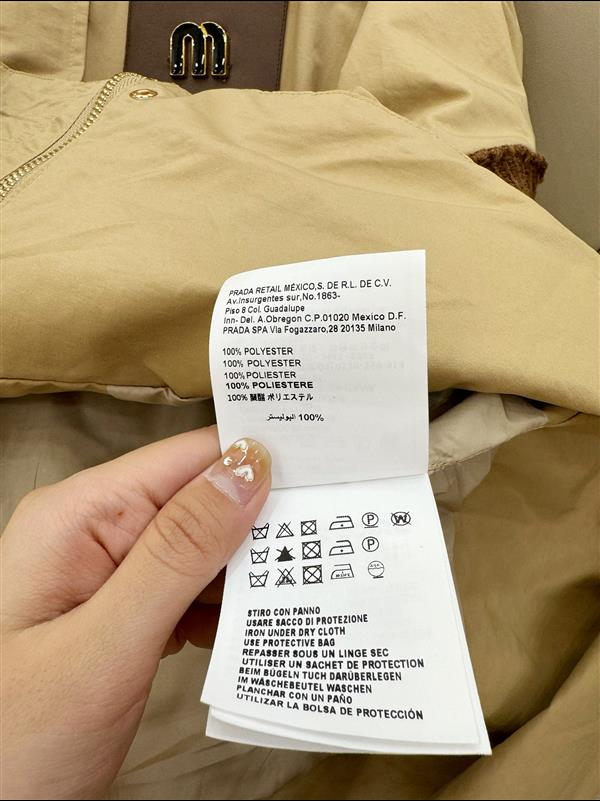 m
PRADA RETAIL MÉXICO,S. DE R.L. DE C.V.
Av.Insurgentes sur,No.1863-
Piso 8 Col. Guadalupe
Inn- Del. A.Obregon C.P.01020 Mexico D.F.
PRADA SPA Via Fogazzaro,28 20135 Milano
100% POLYESTER
100% POLYESTER
100% POLIESTER
100% POLIESTERE
100% 聚酯 ポリエステル
100% البوليستر
P W
P
STIRO CON PANNO
USARE SACCO DI PROTEZIONE
IRON UNDER DRY CLOTH
USE PROTECTIVE BAG
REPASSER SOUS UN LINGE SEC
UTILISER UN SACHET DE PROTECTION
BEIM BÜGELN TUCH DARÜBERLEGEN
IM WÄSCHEBEUTEL WASCHEN
PLANCHAR CON UN PAÑO
UTILIZAR LA BOLSA DE PROTECCIÓN